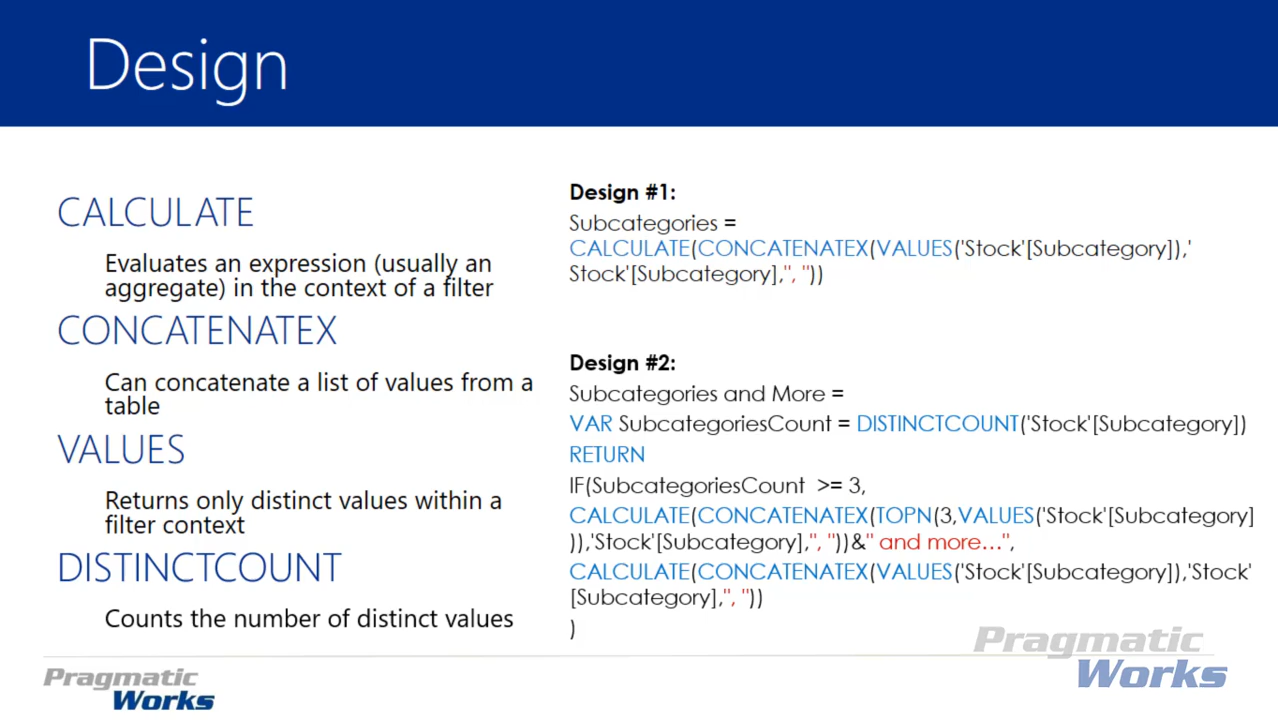 Design
CALCULATE
Evaluates an expression (usually an
aggregate) in the context of a filter
CONCATENATEX
Can concatenate a list of values from a
table
VALUES
Returns only distinct values within a
filter context
DISTINCTCOUNT
Counts the number of distinct values
Design #1:
Subcategories =
CALCULATE(CONCATENATEX(VALUES('Stock'[Subcategory]),'
Stock'[Subcategory],", "))
Design #2:
Subcategories and More =
VAR SubcategoriesCount = DISTINCTCOUNT('Stock'[Subcategory])
RETURN
IF(SubcategoriesCount >= 3,
CALCULATE(CONCATENATEX(TOPN(3,VALUES('Stock'[Subcategory]
)),'Stock'[Subcategory],", "))&" and more…",
CALCULATE(CONCATENATEX(VALUES('Stock'[Subcategory]),'Stock'
[Subcategory],", "))
)
Pragmatic
Works
Pragmatic
Works